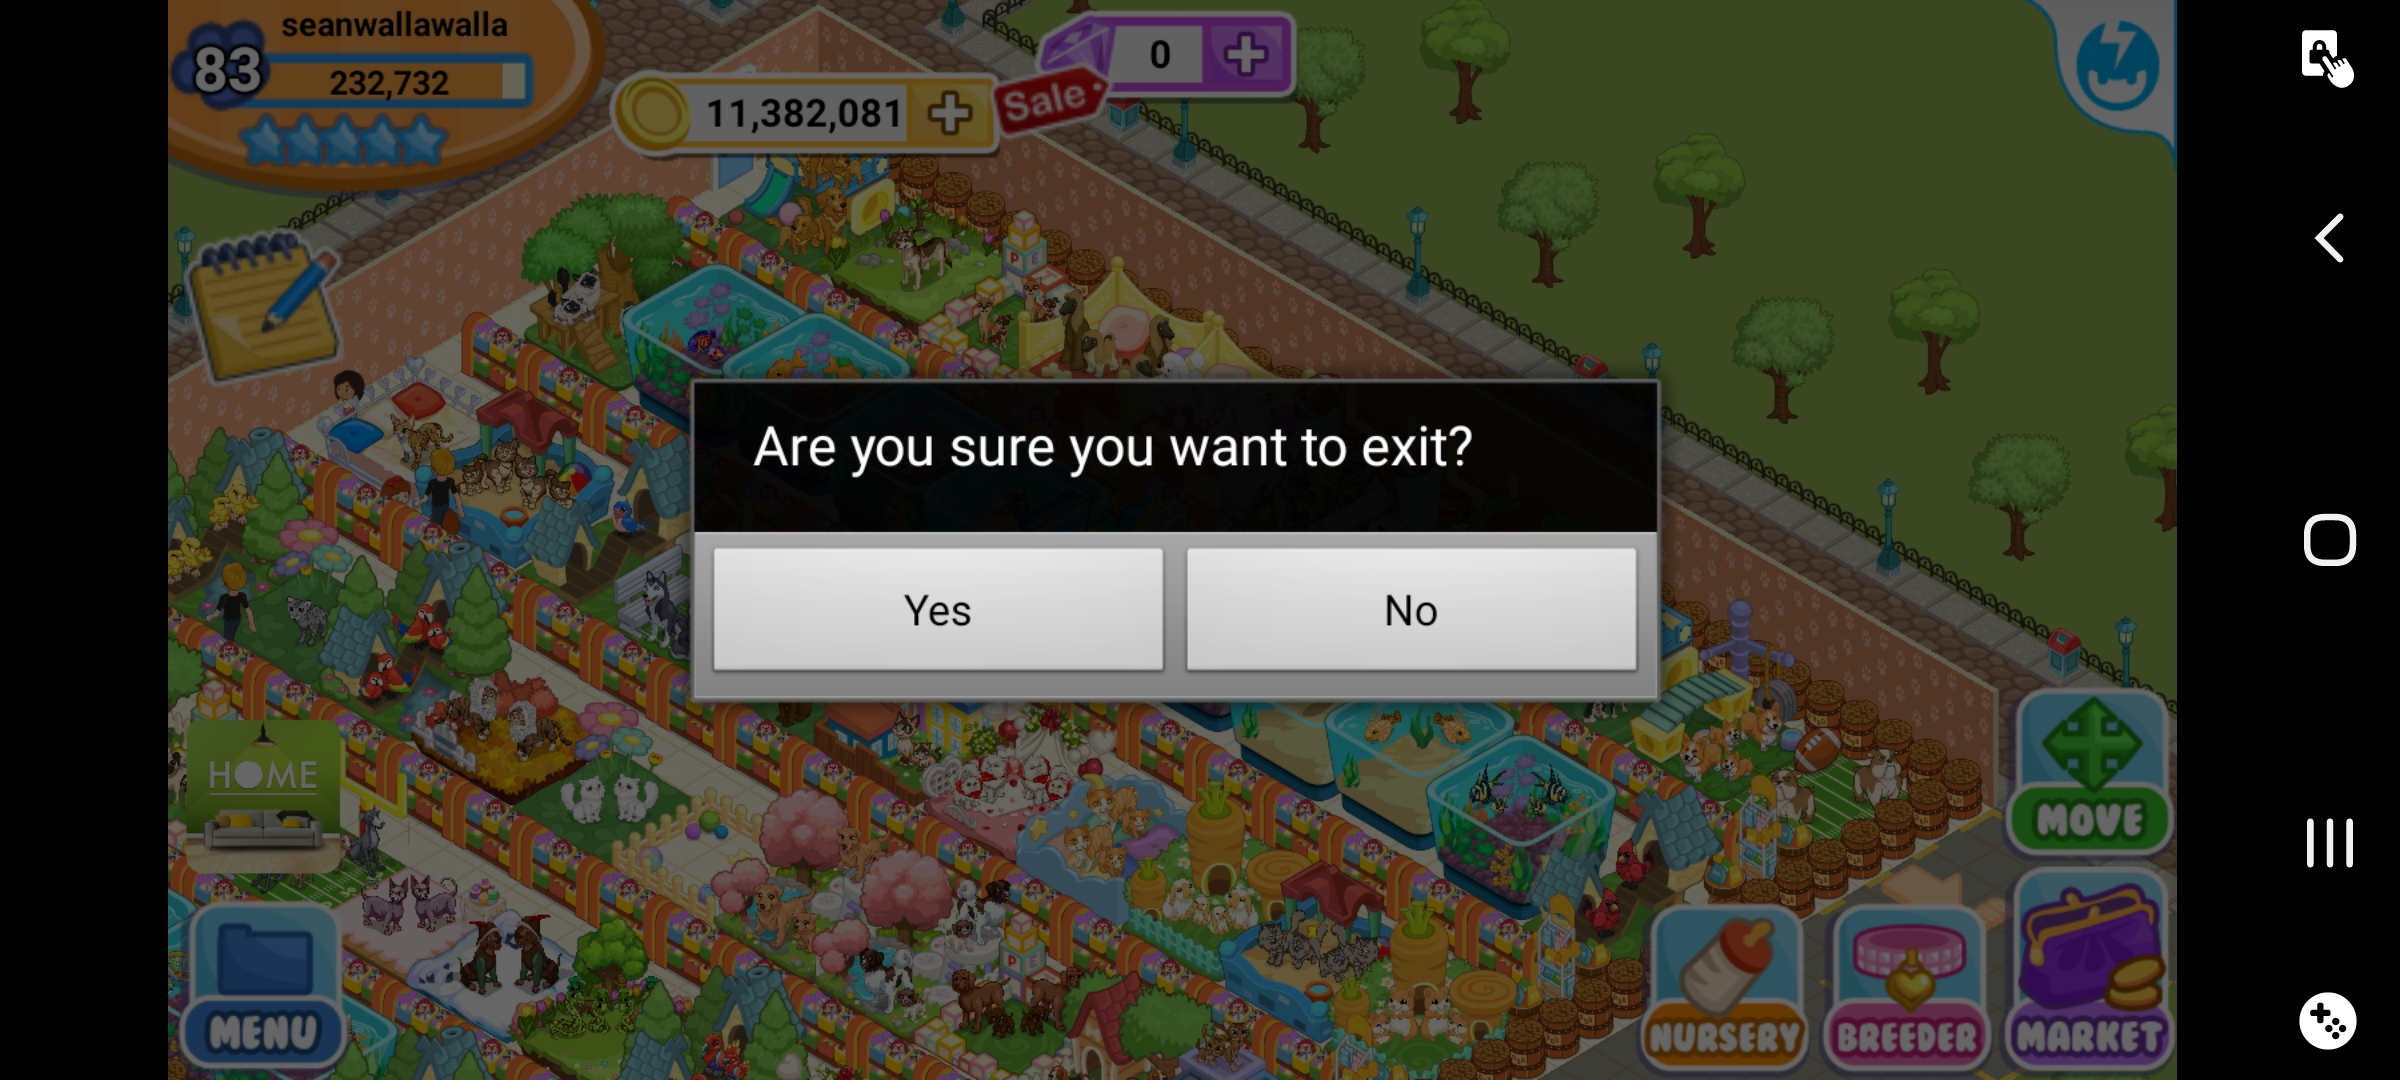 seanwallawalla
83
232,732
11,382,081
Sale
0
Are you sure you want to exit?
Yes
No
HOME
MOVE
MENU
NURSERY
BREEDER
MARKET